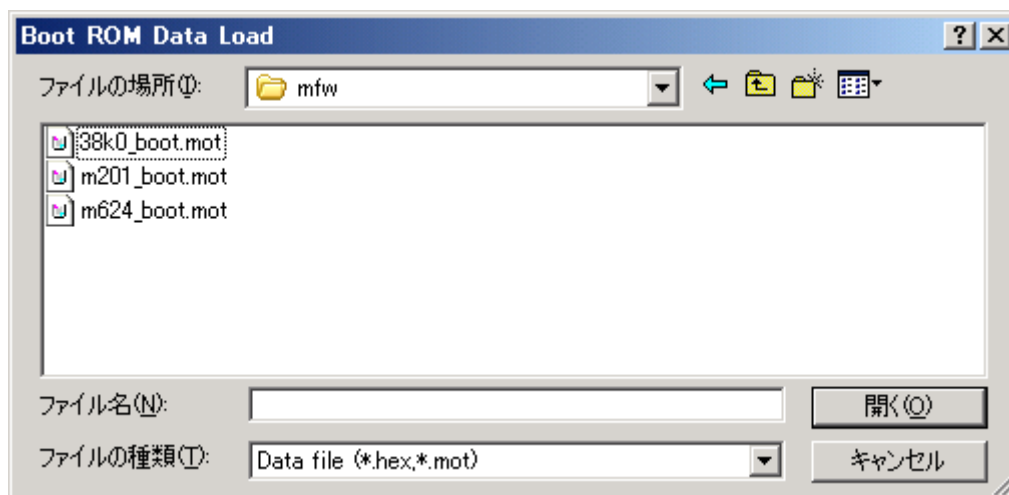 Boot ROM Data Load
ファイルの場所(I):
mfw
38k0_boot.mot
m201_boot.mot
m624_boot.mot
ファイル名(N):
開く(O)
ファイルの種類(T):
Data file (*.hex,*.mot)
キャンセル